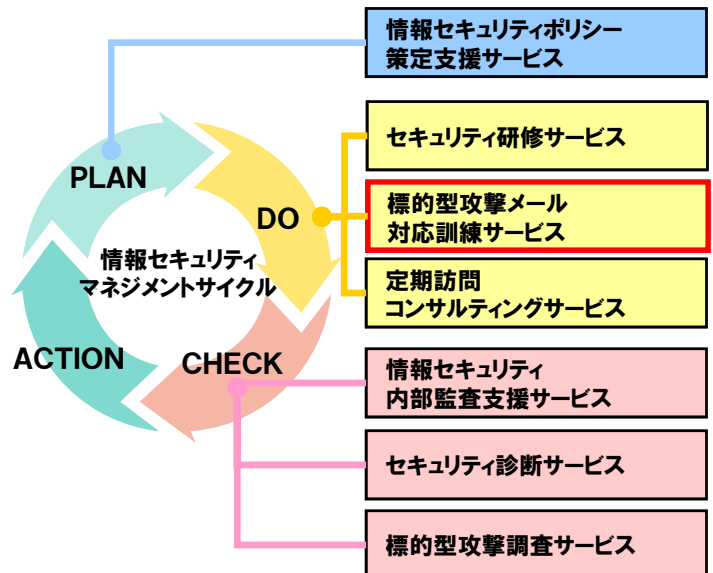 情報セキュリティポリシー
策定支援サービス
セキュリティ研修サービス
PLAN
DO
標的型攻撃メール
対応訓練サービス
情報セキュリティ
マネジメントサイクル
定期訪問
コンサルティングサービス
ACTION
CHECK
情報セキュリティ
内部監査支援サービス
セキュリティ診断サービス
標的型攻撃調査サービス